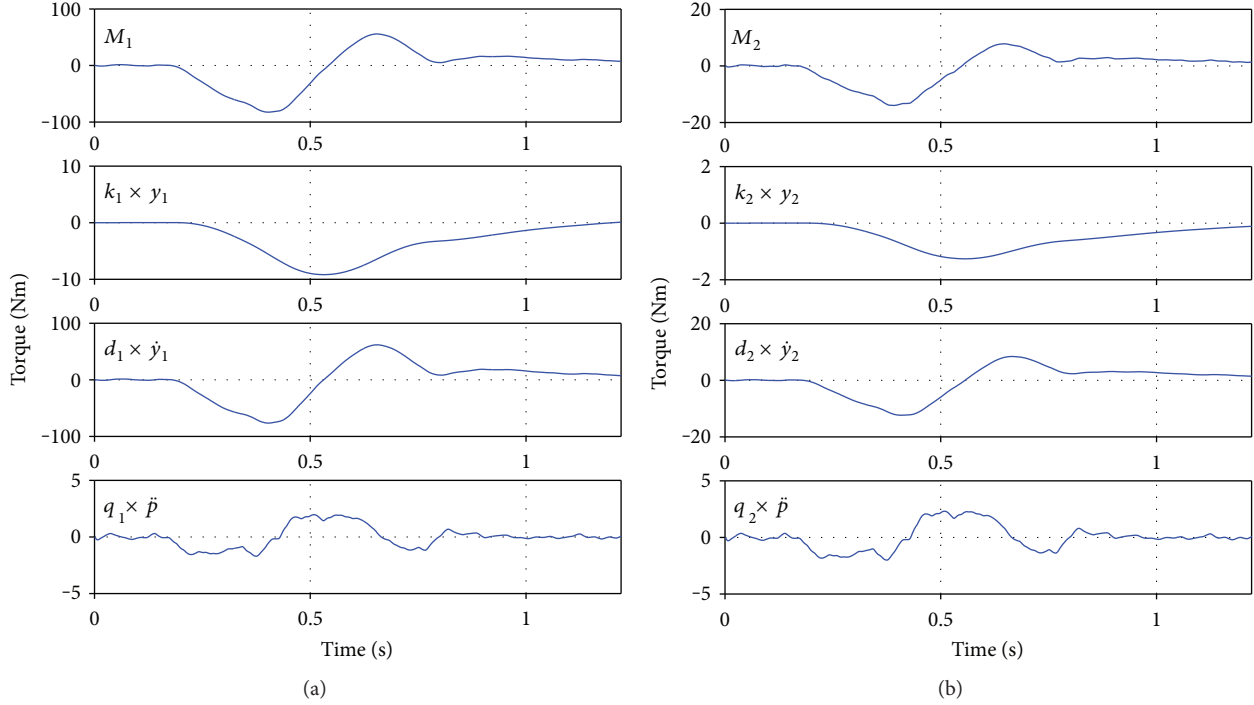 100
M₁
0
-100
0 0.5 1
10
k₁ × y₁
0
-10
0 0.5 1
100
d₁ × ẏ₁
0
-100
0 0.5 1
5
q₁ × p̈
0
-5
0 0.5 1
Torque (Nm)
Time (s)
(a)
20
M₂
0
-20
0 0.5 1
2
k₂ × y₂
0
-2
0 0.5 1
20
d₂ × ẏ₂
0
-20
0 0.5 1
5
q₂ × p̈
0
-5
0 0.5 1
Torque (Nm)
Time (s)
(b)